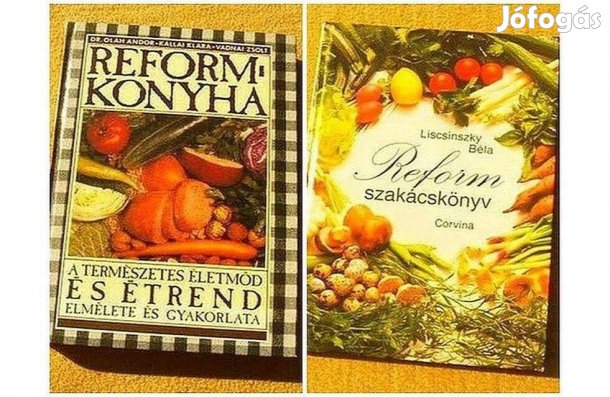 Jófogás
DR. OLÁH ANDOR-KÁLLAI KLÁRA-VADNAI ZSOLT
REFORM-
KONYHA
A TERMÉSZETES ÉLETMÓD
ÉS ÉTREND
ELMÉLETE ÉS GYAKORLATA
Liscsinszky
Béla
Reform
szakácskönyv
Corvina